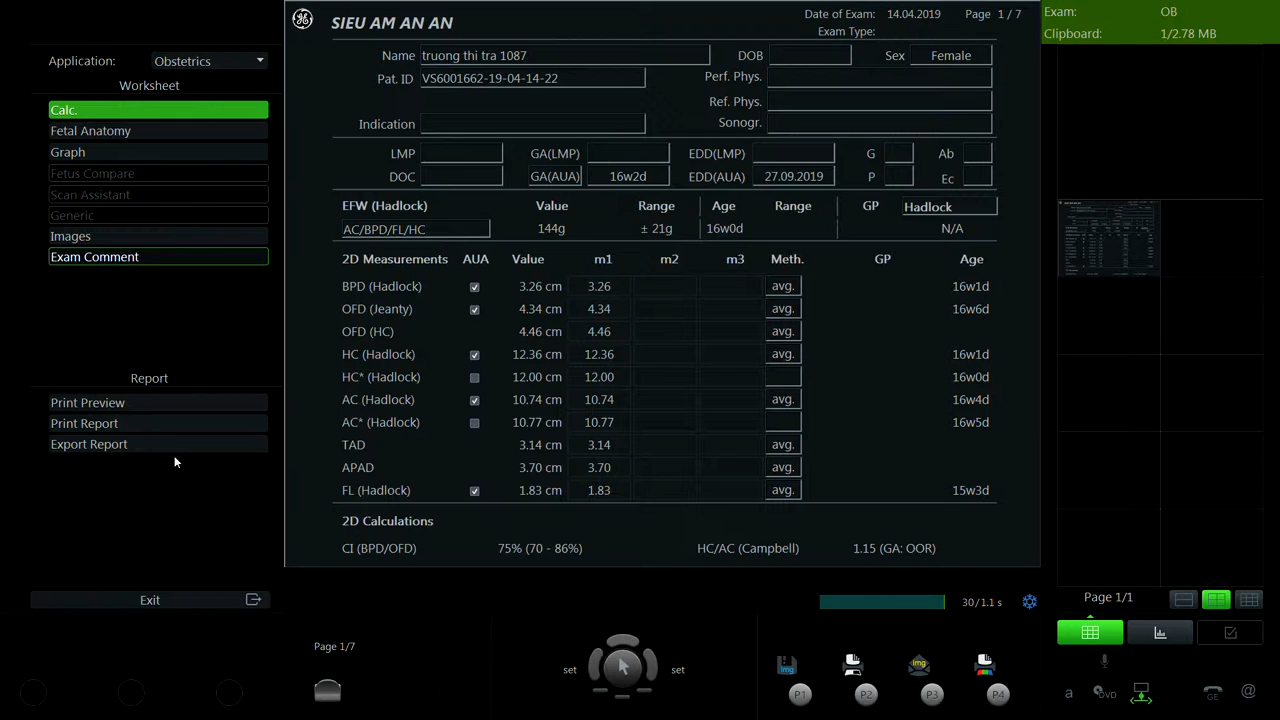 Application: Obstetrics
Worksheet
Calc.
Fetal Anatomy
Graph
Fetus Compare
Scan Assistant
Generic
Images
Exam Comment
Report
Print Preview
Print Report
Export Report
Exit
SIEU AM AN AN
Date of Exam: 14.04.2019 Page 1 / 7
Exam Type:
Name truong thi tra 1087 DOB Sex Female
Pat. ID VS6001662-19-04-14-22 Perf. Phys.
Ref. Phys.
Indication Sonogr.
LMP GA(LMP) EDD(LMP) G Ab
DOC GA(AUA) 16w2d EDD(AUA) 27.09.2019 P Ec
EFW (Hadlock) Value Range Age Range GP Hadlock
AC/BPD/FL/HC 144g ± 21g 16w0d N/A
2D Measurements AUA Value m1 m2 m3 Meth. GP Age
BPD (Hadlock) 3.26 cm 3.26 avg. 16w1d
OFD (Jeanty) 4.34 cm 4.34 avg. 16w6d
OFD (HC) 4.46 cm 4.46 avg.
HC (Hadlock) 12.36 cm 12.36 avg. 16w1d
HC* (Hadlock) 12.00 cm 12.00 16w0d
AC (Hadlock) 10.74 cm 10.74 avg. 16w4d
AC* (Hadlock) 10.77 cm 10.77 16w5d
TAD 3.14 cm 3.14 avg.
APAD 3.70 cm 3.70 avg.
FL (Hadlock) 1.83 cm 1.83 avg. 15w3d
2D Calculations
CI (BPD/OFD) 75% (70 - 86%) HC/AC (Campbell) 1.15 (GA: OOR)
Exam: OB
Clipboard: 1/2.78 MB
Page 1/1
30/1.1 s
Page 1/7
set set
Img img
P1 P2 P3 P4
a DVD GE @